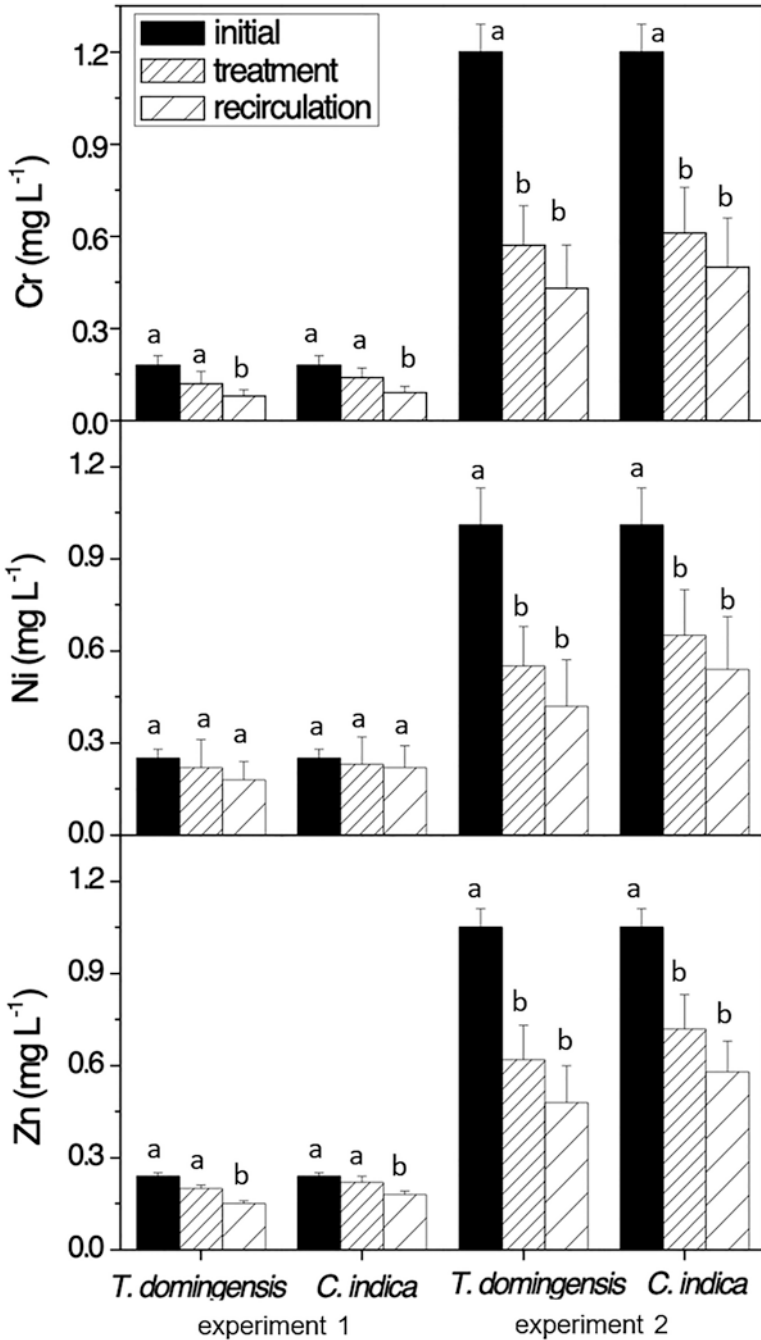 initial
treatment
recirculation
Cr (mg L⁻¹)
1.2
0.9
0.6
0.3
0.0
a a b a a b a b b a b b
Ni (mg L⁻¹)
1.2
0.9
0.6
0.3
0.0
a a a a a a a b b a b b
Zn (mg L⁻¹)
1.2
0.9
0.6
0.3
0.0
a a b a a b a b b a b b
T. domingensis C. indica T. domingensis C. indica
experiment 1 experiment 2